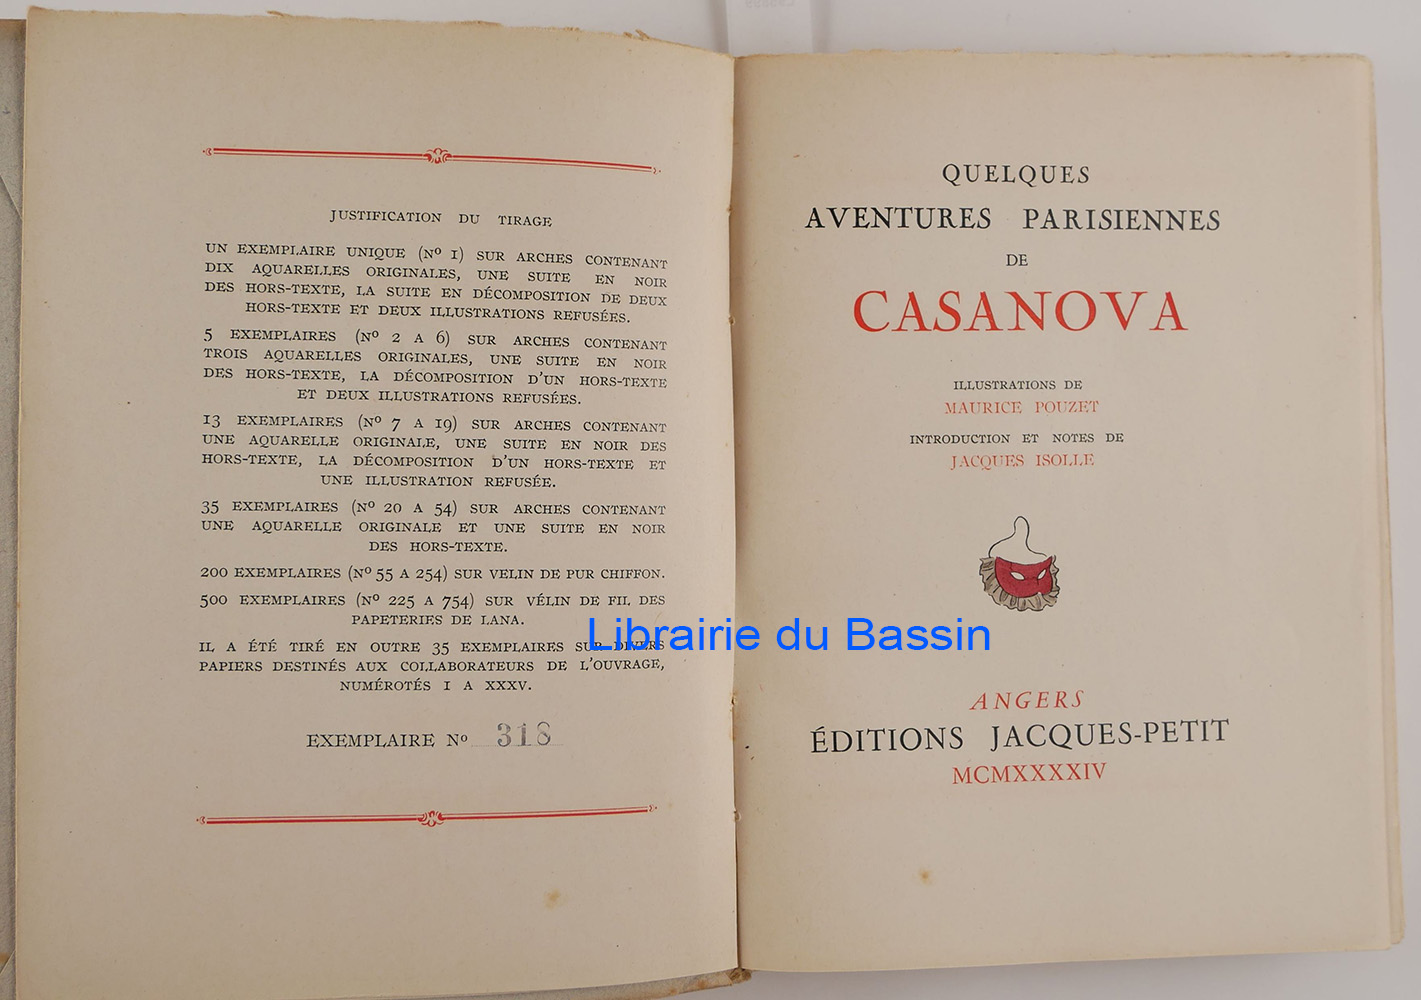 JUSTIFICATION DU TIRAGE
UN EXEMPLAIRE UNIQUE (Nº 1) SUR ARCHES CONTENANT
DIX AQUARELLES ORIGINALES, UNE SUITE EN NOIR
DES HORS-TEXTE, LA SUITE EN DÉCOMPOSITION DE DEUX
HORS-TEXTE ET DEUX ILLUSTRATIONS REFUSÉES.
5 EXEMPLAIRES (Nº 2 A 6) SUR ARCHES CONTENANT
TROIS AQUARELLES ORIGINALES, UNE SUITE EN NOIR
DES HORS-TEXTE, LA DÉCOMPOSITION D'UN HORS-TEXTE
ET DEUX ILLUSTRATIONS REFUSÉES.
13 EXEMPLAIRES (Nº 7 A 19) SUR ARCHES CONTENANT
UNE AQUARELLE ORIGINALE, UNE SUITE EN NOIR DES
HORS-TEXTE, LA DÉCOMPOSITION D'UN HORS-TEXTE ET
UNE ILLUSTRATION REFUSÉE.
35 EXEMPLAIRES (Nº 20 A 54) SUR ARCHES CONTENANT
UNE AQUARELLE ORIGINALE ET UNE SUITE EN NOIR
DES HORS-TEXTE.
200 EXEMPLAIRES (Nº 55 A 254) SUR VELIN DE PUR CHIFFON.
500 EXEMPLAIRES (Nº 225 A 754) SUR VÉLIN DE FIL DES
PAPETERIES DE LANA.
IL A ÉTÉ TIRÉ EN OUTRE 35 EXEMPLAIRES SUR DIVERS
PAPIERS DESTINÉS AUX COLLABORATEURS DE L'OUVRAGE,
NUMÉROTÉS I A XXXV.
EXEMPLAIRE Nº 318
QUELQUES
AVENTURES PARISIENNES
DE
CASANOVA
ILLUSTRATIONS DE
MAURICE POUZET
INTRODUCTION ET NOTES DE
JACQUES ISOLLE
Librairie du Bassin
ANGERS
ÉDITIONS JACQUES-PETIT
MCMXXXXIV